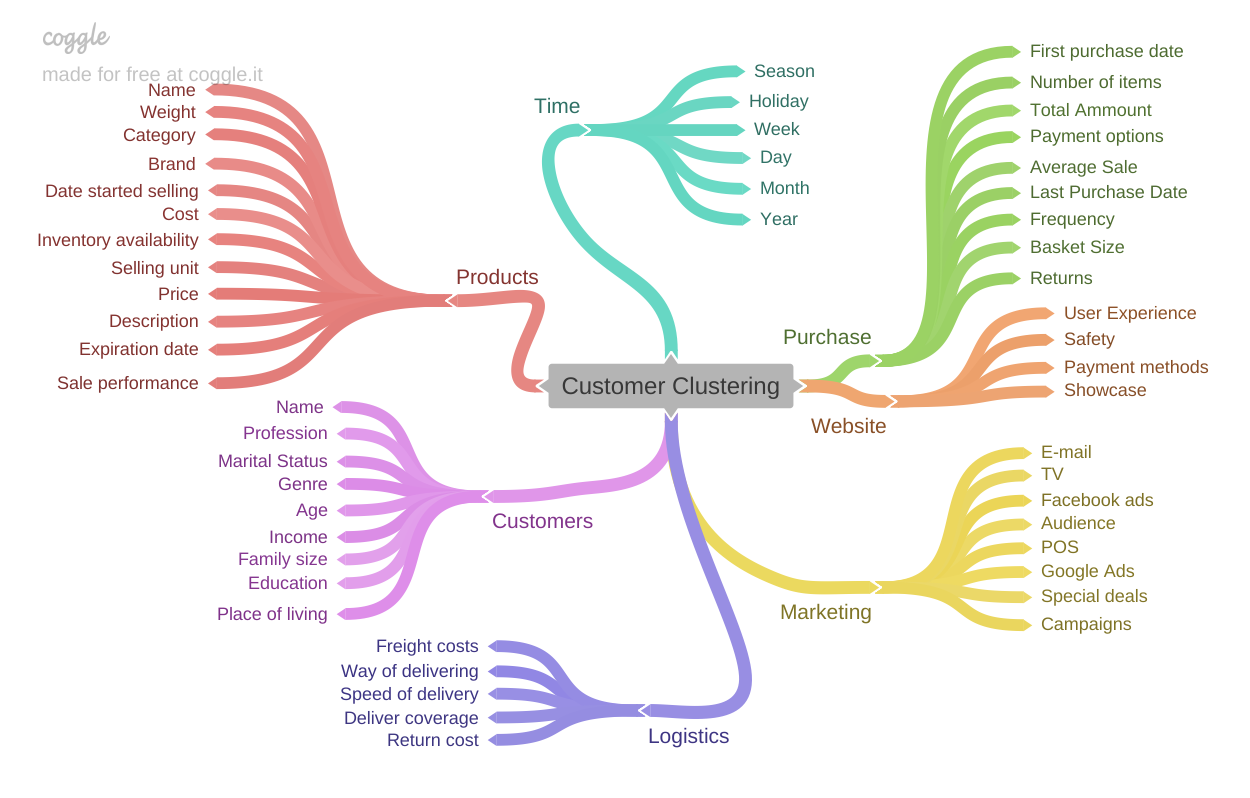 coggle
made for free at coggle.it
Name
Weight
Category
Brand
Date started selling
Cost
Inventory availability
Selling unit
Price
Description
Expiration date
Sale performance
Products
Time
Season
Holiday
Week
Day
Month
Year
First purchase date
Number of items
Total Ammount
Payment options
Average Sale
Last Purchase Date
Frequency
Basket Size
Returns
Purchase
User Experience
Safety
Payment methods
Showcase
Website
Customer Clustering
Name
Profession
Marital Status
Genre
Age
Income
Family size
Education
Place of living
Customers
E-mail
TV
Facebook ads
Audience
POS
Google Ads
Special deals
Campaigns
Marketing
Freight costs
Way of delivering
Speed of delivery
Deliver coverage
Return cost
Logistics